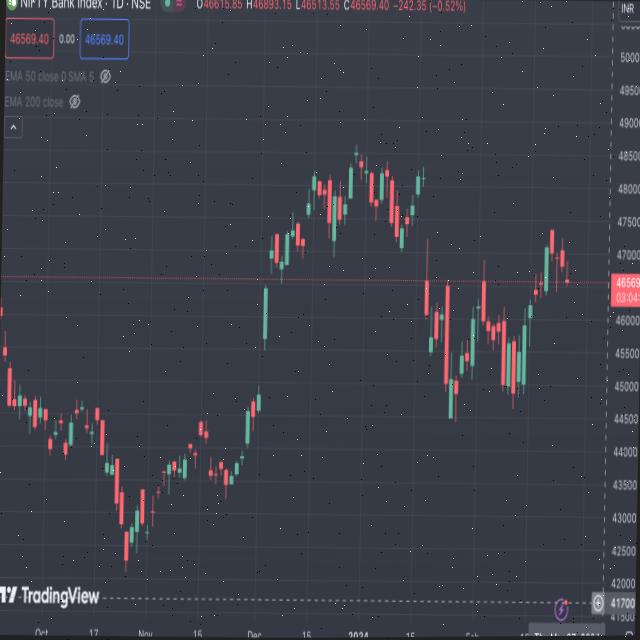 NIFTY Bank Index · 1D · NSE O46615.85 H46893.15 L46513.55 C46569.40 −242.35 (−0.52%)
INR
46569.40 0.00 46569.40
EMA 50 close 0 SMA 5
EMA 200 close
49000
48500
48000
47500
47000
46569
03:04:
46000
45500
45000
44500
44000
43500
43000
42500
42000
TradingView
41700
Oct 17 Nov 15 Dec 15 2024 15